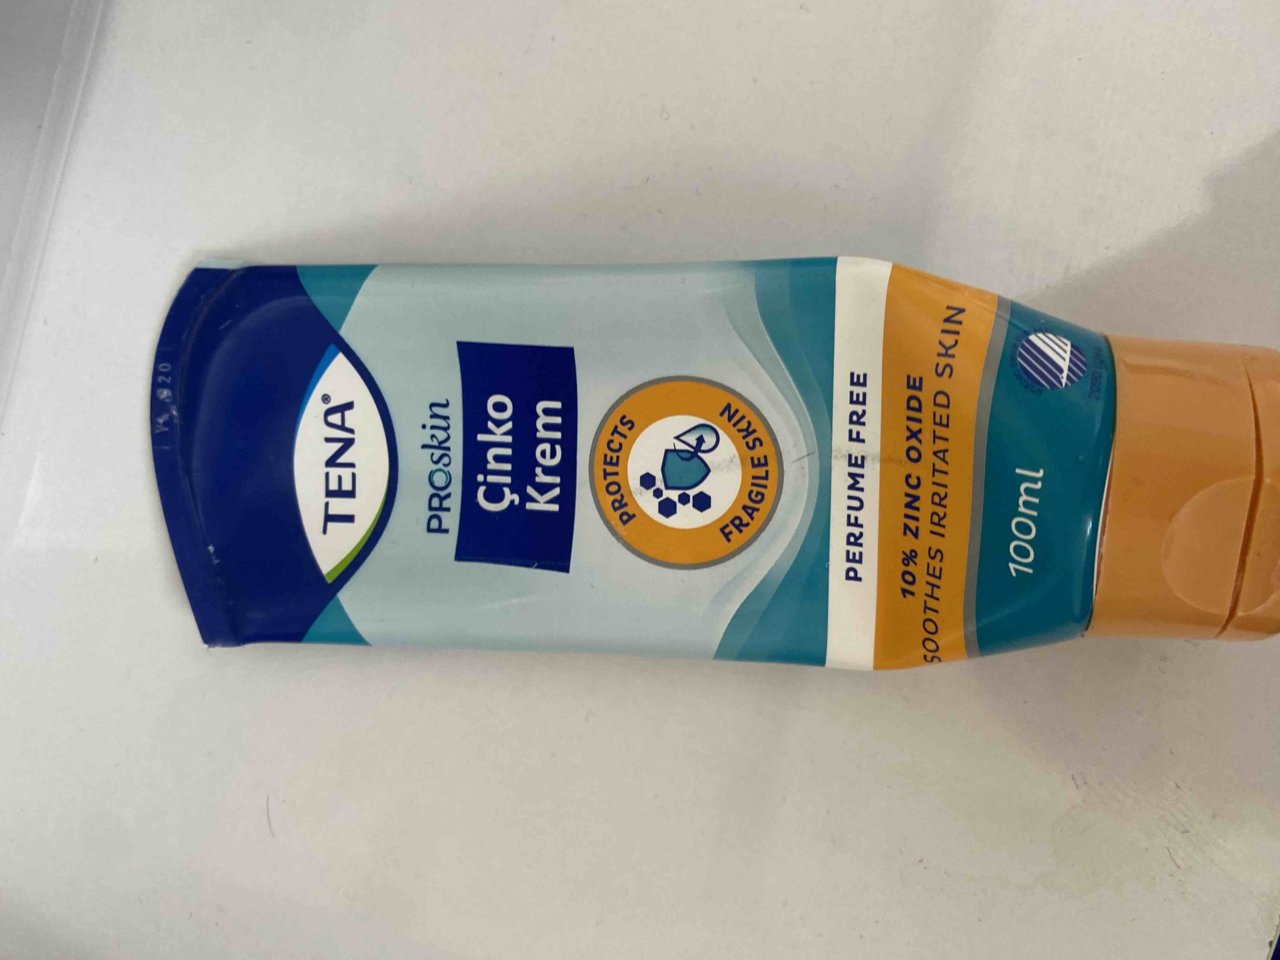 TENA®
PROskin
Çinko
Krem
PROTECTS
FRAGILE SKIN
PERFUME FREE
10% ZINC OXIDE
SOOTHES IRRITATED SKIN
100ml